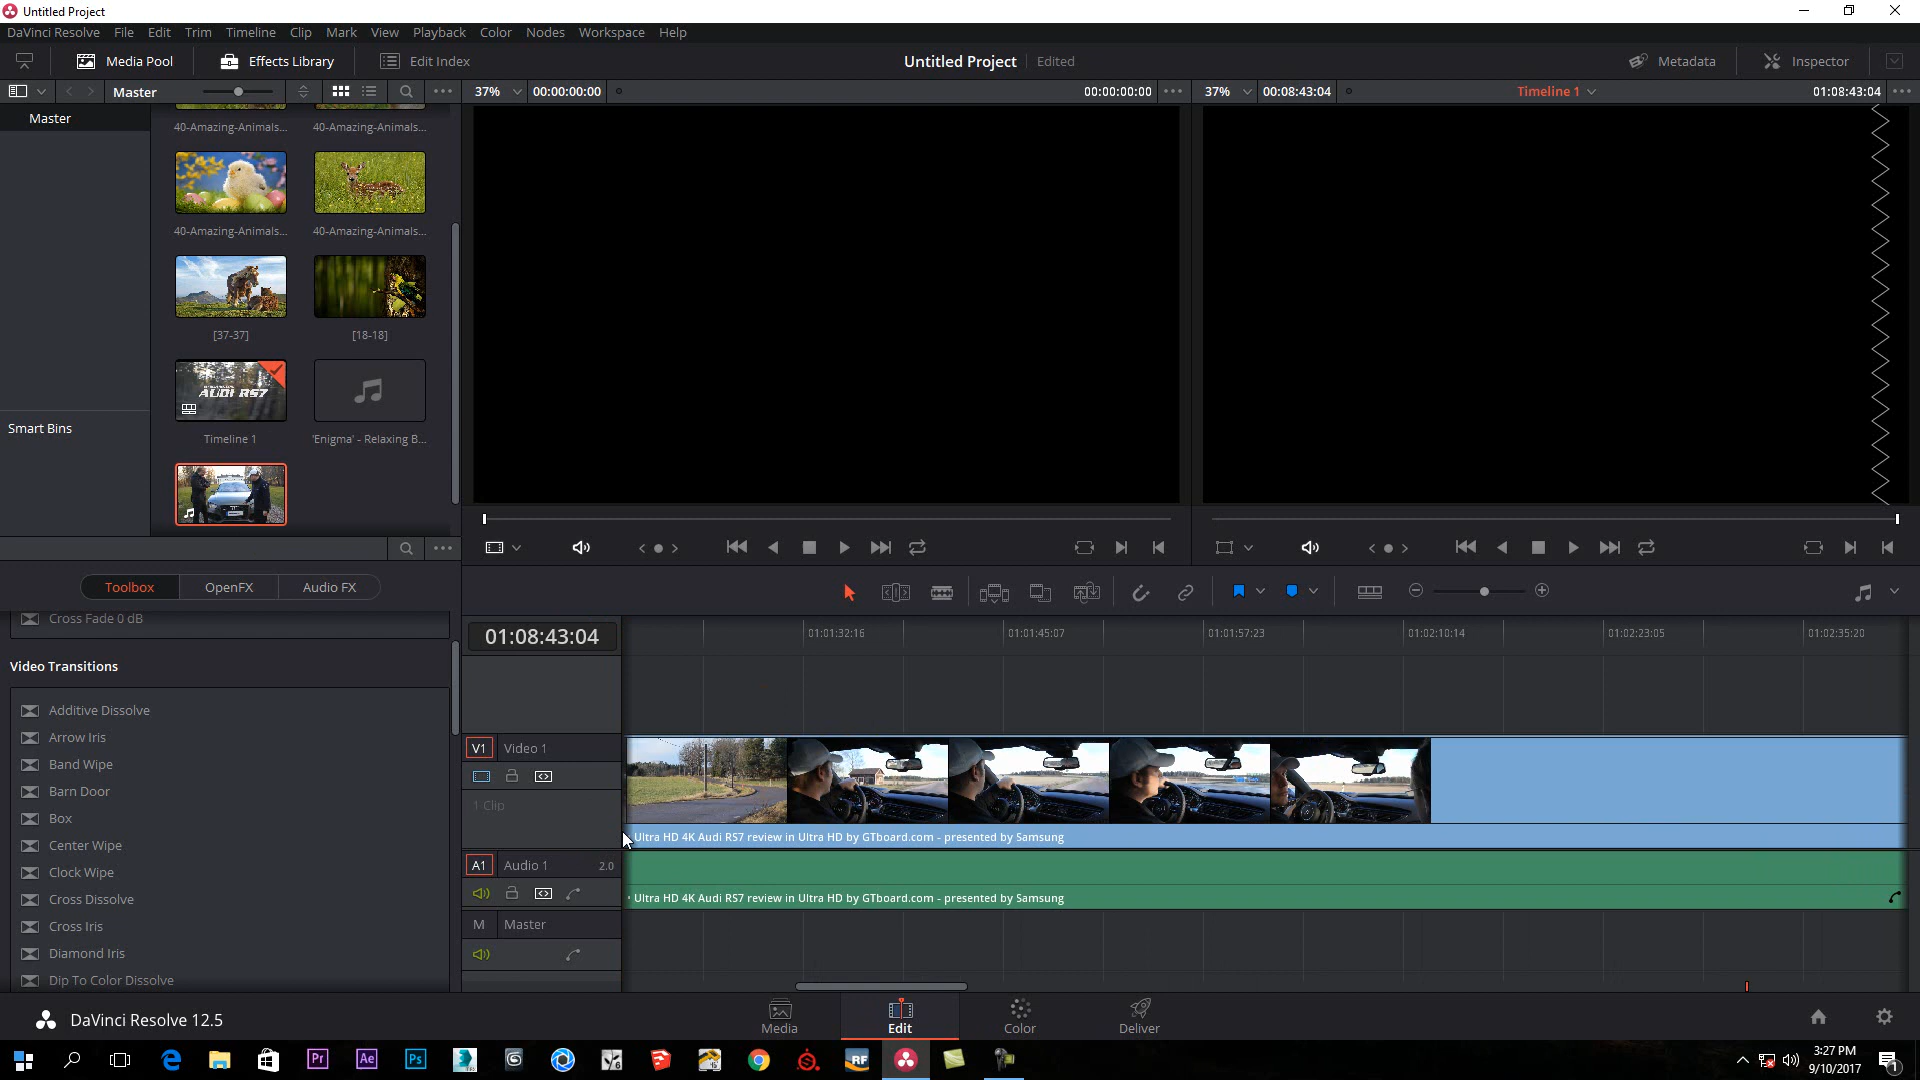 Untitled Project
DaVinci Resolve File Edit Trim Timeline Clip Mark View Playback Color Nodes Workspace Help
Media Pool Effects Library Edit Index Untitled Project Edited Metadata Inspector
Master 37% 00:00:00:00 00:00:00:00 37% 00:08:43:04 Timeline 1 01:08:43:04
Master
40-Amazing-Animals... 40-Amazing-Animals...
40-Amazing-Animals... 40-Amazing-Animals...
[37-37] [18-18]
AUDI RS7
Timeline 1 'Enigma' - Relaxing B...
Smart Bins
Toolbox OpenFX Audio FX
Cross Fade 0 dB
Video Transitions
Additive Dissolve
Arrow Iris
Band Wipe
Barn Door
Box
Center Wipe
Clock Wipe
Cross Dissolve
Cross Iris
Diamond Iris
Dip To Color Dissolve
01:08:43:04
01:01:32:16 01:01:45:07 01:01:57:23 01:02:10:14 01:02:23:05 01:02:35:20
V1 Video 1
1 Clip
Ultra HD 4K Audi RS7 review in Ultra HD by GTboard.com - presented by Samsung
A1 Audio 1 2.0
Ultra HD 4K Audi RS7 review in Ultra HD by GTboard.com - presented by Samsung
M Master
DaVinci Resolve 12.5
Media Edit Color Deliver
Pr Ae Ps RF
3:27 PM
9/10/2017
1